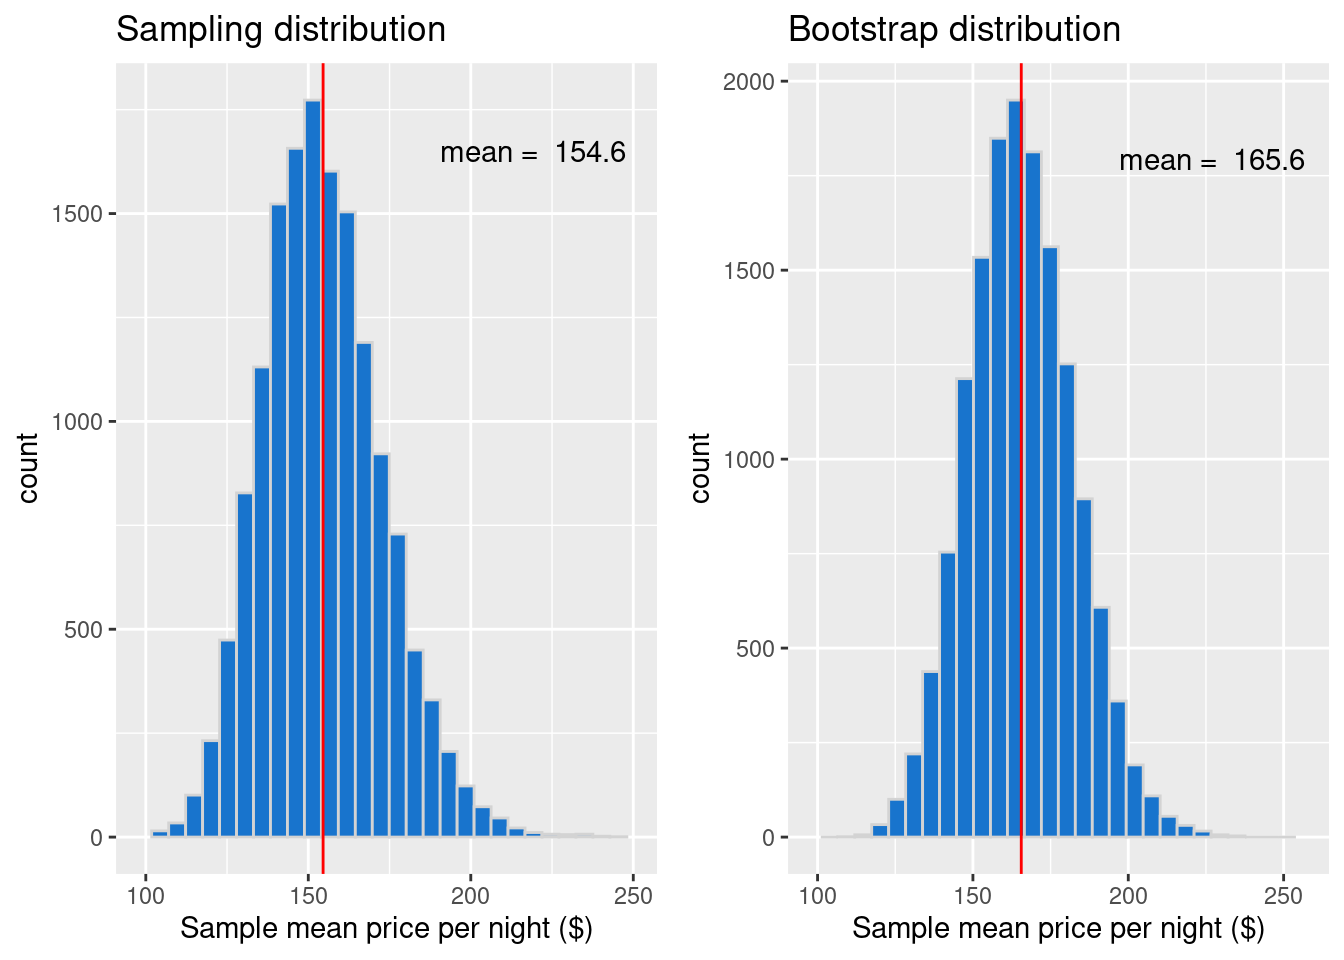 Sampling distribution
mean = 154.6
count
1500
1000
500
0
100 150 200 250
Sample mean price per night ($)
Bootstrap distribution
mean = 165.6
count
2000
1500
1000
500
0
100 150 200 250
Sample mean price per night ($)